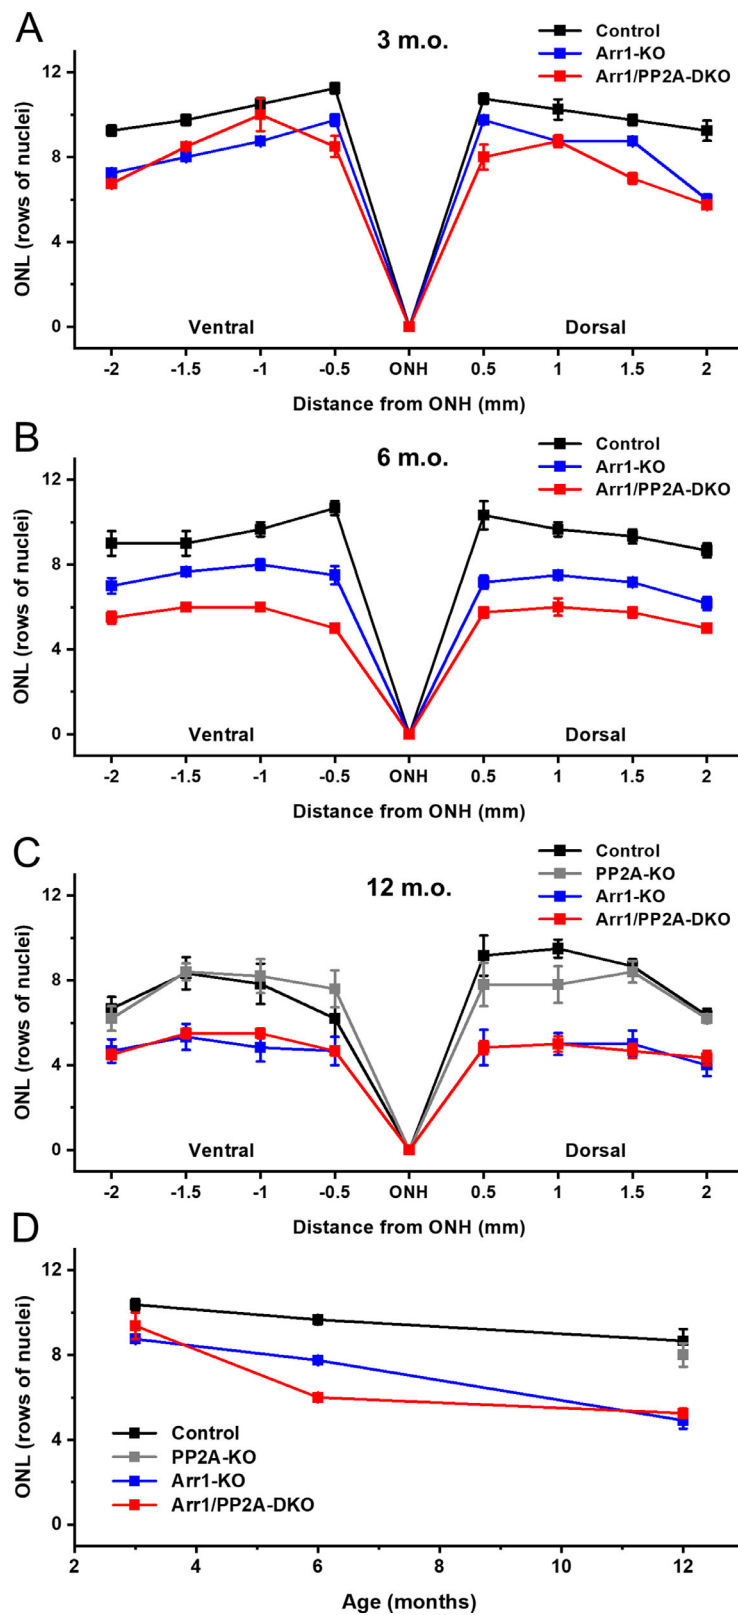 A
3 m.o.
Control
Arr1-KO
Arr1/PP2A-DKO
ONL (rows of nuclei)
12
8
4
0
Ventral
Dorsal
-2 -1.5 -1 -0.5 ONH 0.5 1 1.5 2
Distance from ONH (mm)
B
6 m.o.
Control
Arr1-KO
Arr1/PP2A-DKO
ONL (rows of nuclei)
12
8
4
0
Ventral
Dorsal
-2 -1.5 -1 -0.5 ONH 0.5 1 1.5 2
Distance from ONH (mm)
C
12 m.o.
Control
PP2A-KO
Arr1-KO
Arr1/PP2A-DKO
ONL (rows of nuclei)
12
8
4
0
Ventral
Dorsal
-2 -1.5 -1 -0.5 ONH 0.5 1 1.5 2
Distance from ONH (mm)
D
ONL (rows of nuclei)
12
8
4
0
Control
PP2A-KO
Arr1-KO
Arr1/PP2A-DKO
2 4 6 8 10 12
Age (months)